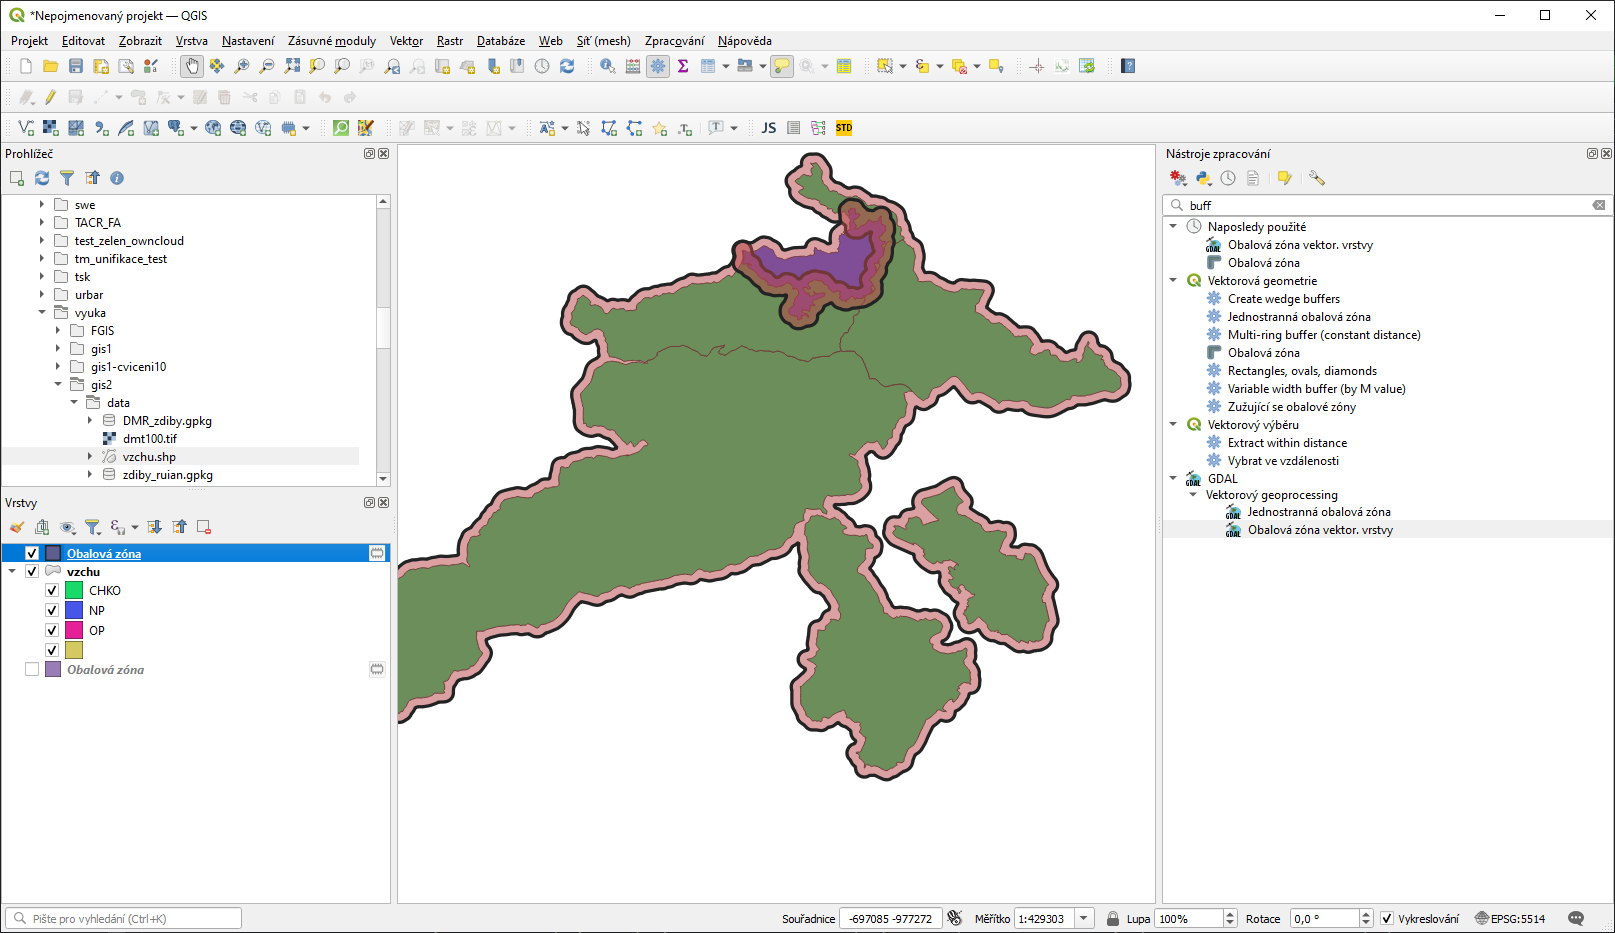 *Nepojmenovaný projekt — QGIS
Projekt Editovat Zobrazit Vrstva Nastavení Zásuvné moduly Vektor Rastr Databáze Web Síť (mesh) Zpracování Nápověda
JS STD
Prohlížeč
swe
TACR_FA
test_zelen_owncloud
tm_unifikace_test
tsk
urbar
vyuka
FGIS
gis1
gis1-cviceni10
gis2
data
DMR_zdiby.gpkg
dmt100.tif
vzchu.shp
zdiby_ruian.gpkg
Vrstvy
Obalová zóna
vzchu
CHKO
NP
OP
Obalová zóna
Nástroje zpracování
buff
Naposledy použité
GDAL Obalová zóna vektor. vrstvy
Obalová zóna
Vektorová geometrie
Create wedge buffers
Jednostranná obalová zóna
Multi-ring buffer (constant distance)
Obalová zóna
Rectangles, ovals, diamonds
Variable width buffer (by M value)
Zužující se obalové zóny
Vektorový výběru
Extract within distance
Vybrat ve vzdálenosti
GDAL GDAL
Vektorový geoprocessing
GDAL Jednostranná obalová zóna
GDAL Obalová zóna vektor. vrstvy
Pište pro vyhledání (Ctrl+K) Souřadnice -697085 -977272 Měřítko 1:429303 Lupa 100% Rotace 0,0 ° Vykreslování EPSG:5514